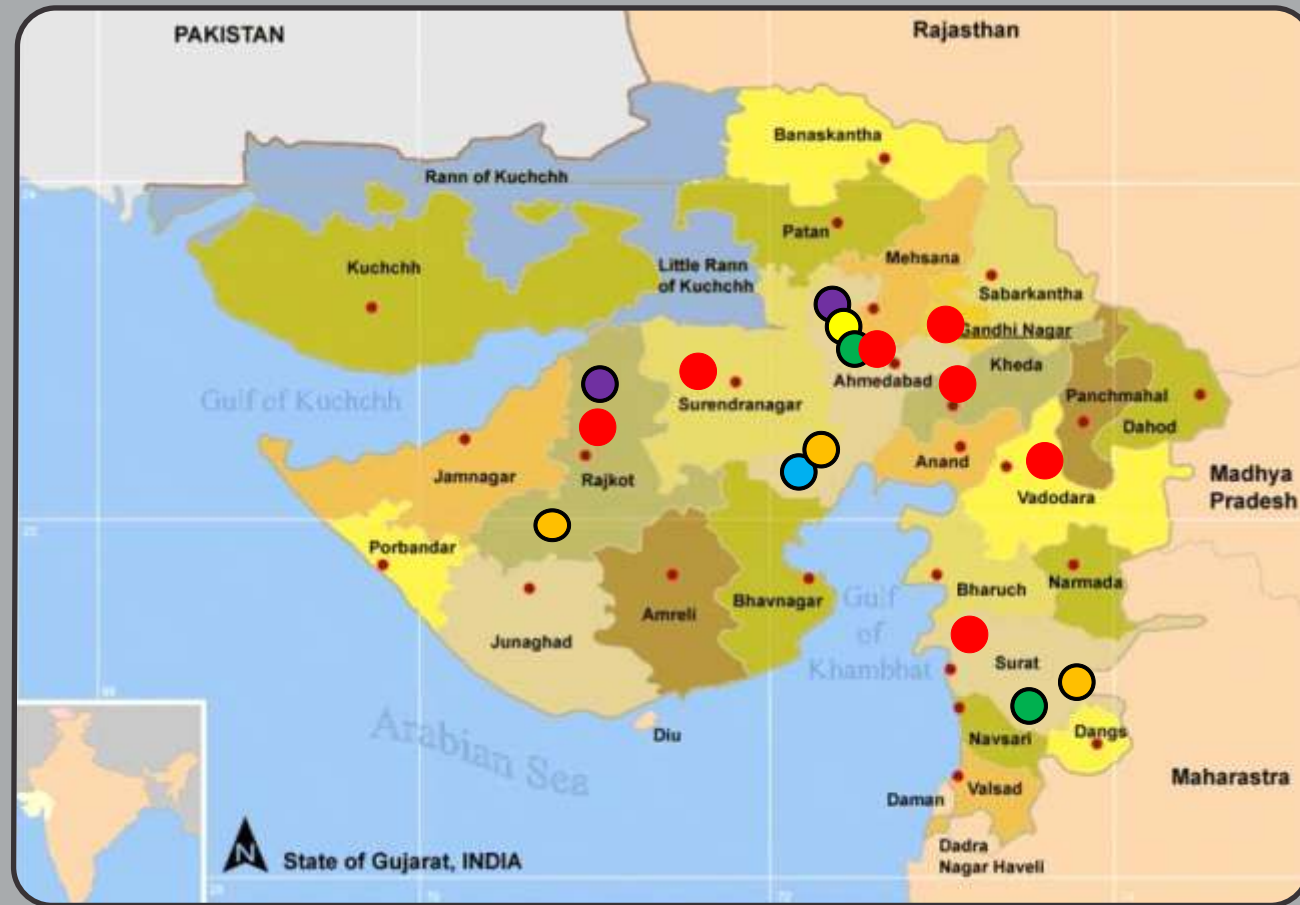 PAKISTAN
Rajasthan
Banaskantha
Rann of Kuchchh
Patan
Mehsana
Kuchchh
Little Rann
of Kuchchh
Sabarkantha
Gandhi Nagar
Gulf of Kuchchh
Ahmedabad
Kheda
Surendranagar
Panchmahal
Dahod
Jamnagar
Rajkot
Anand
Vadodara
Madhya
Pradesh
Porbandar
Junaghad
Amreli
Bhavnagar
Gulf
of
Khambhat
Bharuch
Narmada
Surat
Arabian Sea
Diu
Navsari
Dangs
Maharastra
Daman
Valsad
Dadra
Nagar Haveli
N
State of Gujarat, INDIA